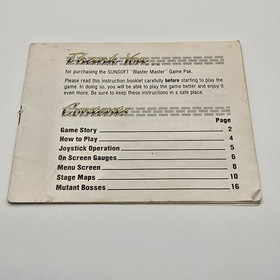 Thank You...
for purchasing the SUNSOFT "Blaster Master" Game Pak.
Please read this instruction booklet carefully before starting to play the
game. In doing so, you will be able to play the game better and enjoy it
even more. Be sure to keep these instructions in a safe place.
Contents
Page
Game Story 2
How to Play 4
Joystick Operation 5
On Screen Gauges 6
Menu Screen 8
Stage Maps 10
Mutant Bosses 16